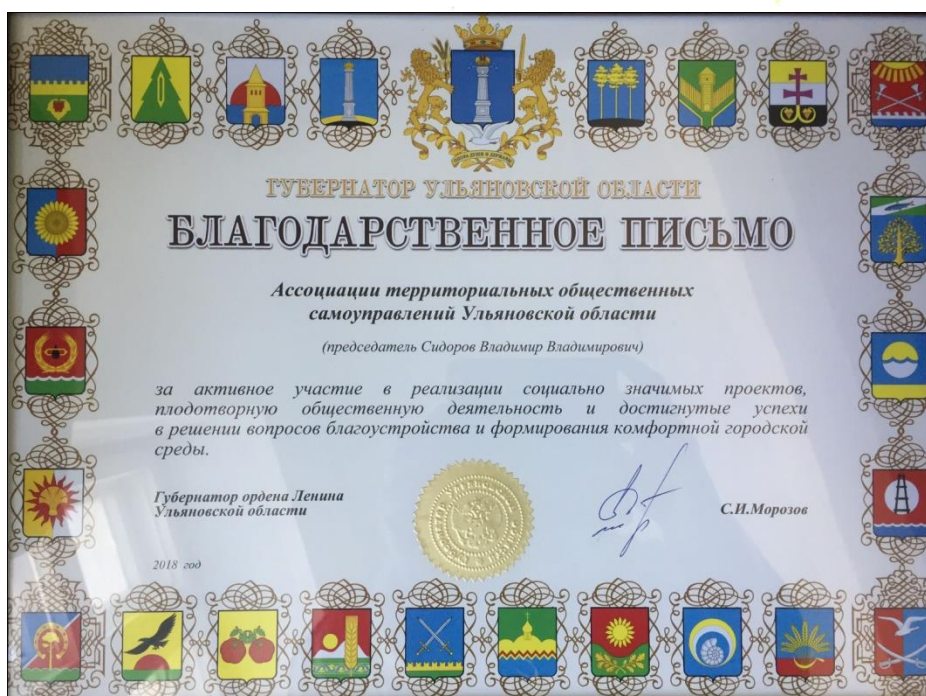 ГУБЕРНАТОР УЛЬЯНОВСКОЙ ОБЛАСТИ
БЛАГОДАРСТВЕННОЕ ПИСЬМО
Ассоциации территориальных общественных
самоуправлений Ульяновской области
(председатель Сидоров Владимир Владимирович)
за активное участие в реализации социально значимых проектов,
плодотворную общественную деятельность и достигнутые успехи
в решении вопросов благоустройства и формирования комфортной городской
среды.
Губернатор ордена Ленина
Ульяновской области
С.И.Морозов
2018 год